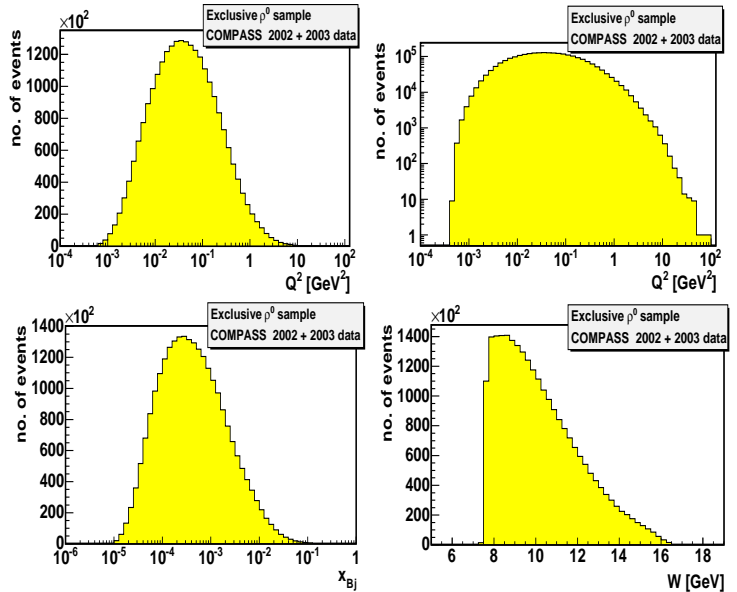 Exclusive ρ⁰ sample
COMPASS 2002 + 2003 data
×10²
no. of events
1200
1000
800
600
400
200
0
10⁻⁴ 10⁻³ 10⁻² 10⁻¹ 1 10 10²
Q² [GeV²]
Exclusive ρ⁰ sample
COMPASS 2002 + 2003 data
no. of events
10⁵
10⁴
10³
10²
10
1
10⁻⁴ 10⁻³ 10⁻² 10⁻¹ 1 10 10²
Q² [GeV²]
Exclusive ρ⁰ sample
COMPASS 2002 + 2003 data
×10²
no. of events
1400
1200
1000
800
600
400
200
0
10⁻⁶ 10⁻⁵ 10⁻⁴ 10⁻³ 10⁻² 10⁻¹ 1
x_Bj
Exclusive ρ⁰ sample
COMPASS 2002 + 2003 data
×10²
no. of events
1400
1200
1000
800
600
400
200
0
6 8 10 12 14 16 18
W [GeV]